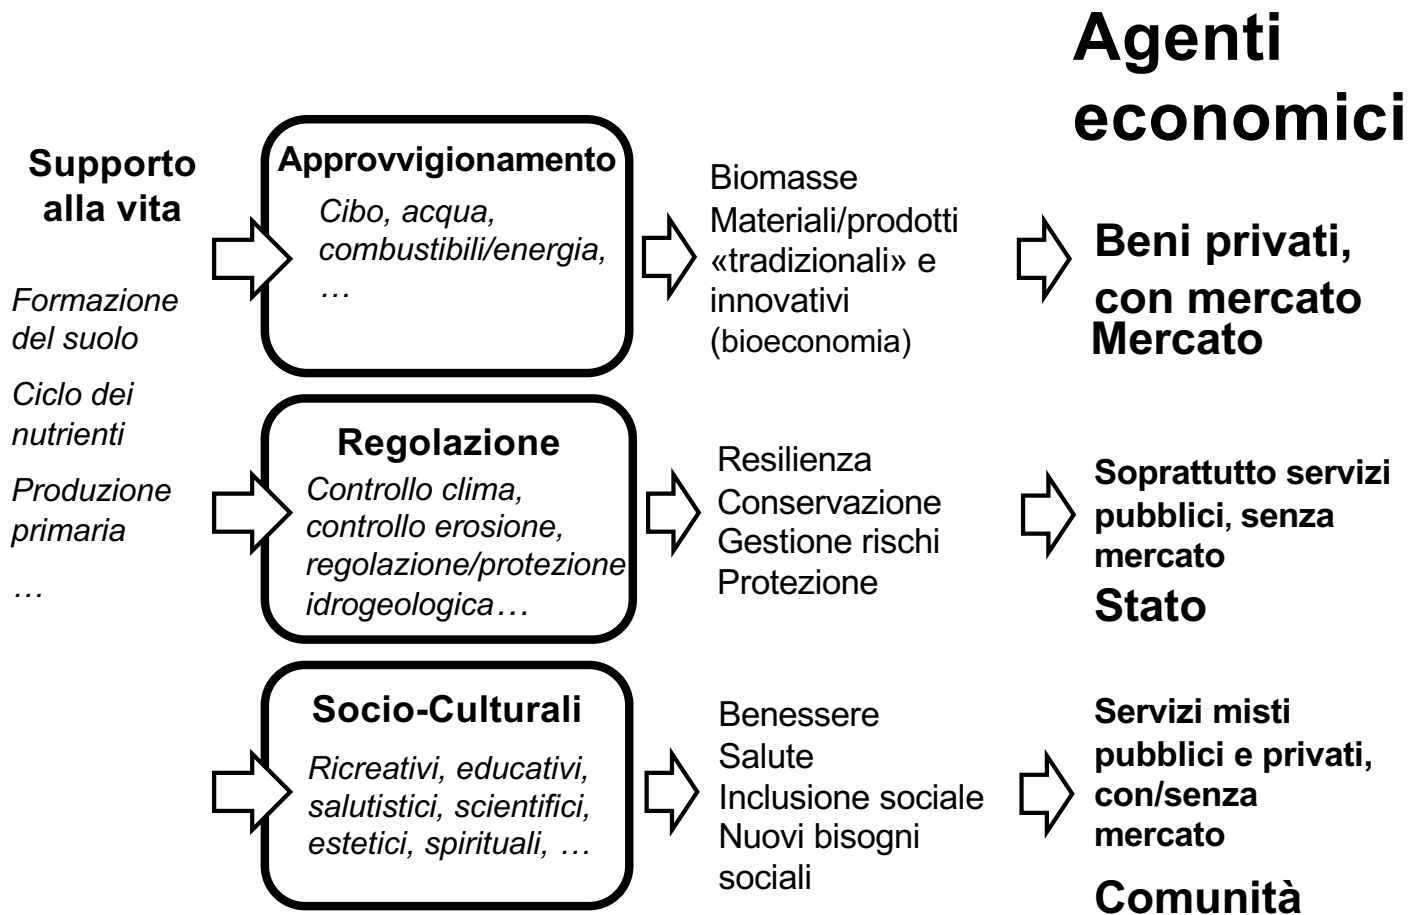 Agenti
economici
Supporto
alla vita
Formazione
del suolo
Ciclo dei
nutrienti
Produzione
primaria
…
Approvvigionamento
Cibo, acqua,
combustibili/energia,
…
Biomasse
Materiali/prodotti
«tradizionali» e
innovativi
(bioeconomia)
Beni privati,
con mercato
Mercato
Regolazione
Controllo clima,
controllo erosione,
regolazione/protezione
idrogeologica…
Resilienza
Conservazione
Gestione rischi
Protezione
Soprattutto servizi
pubblici, senza
mercato
Stato
Socio-Culturali
Ricreativi, educativi,
salutistici, scientifici,
estetici, spirituali, …
Benessere
Salute
Inclusione sociale
Nuovi bisogni
sociali
Servizi misti
pubblici e privati,
con/senza
mercato
Comunità